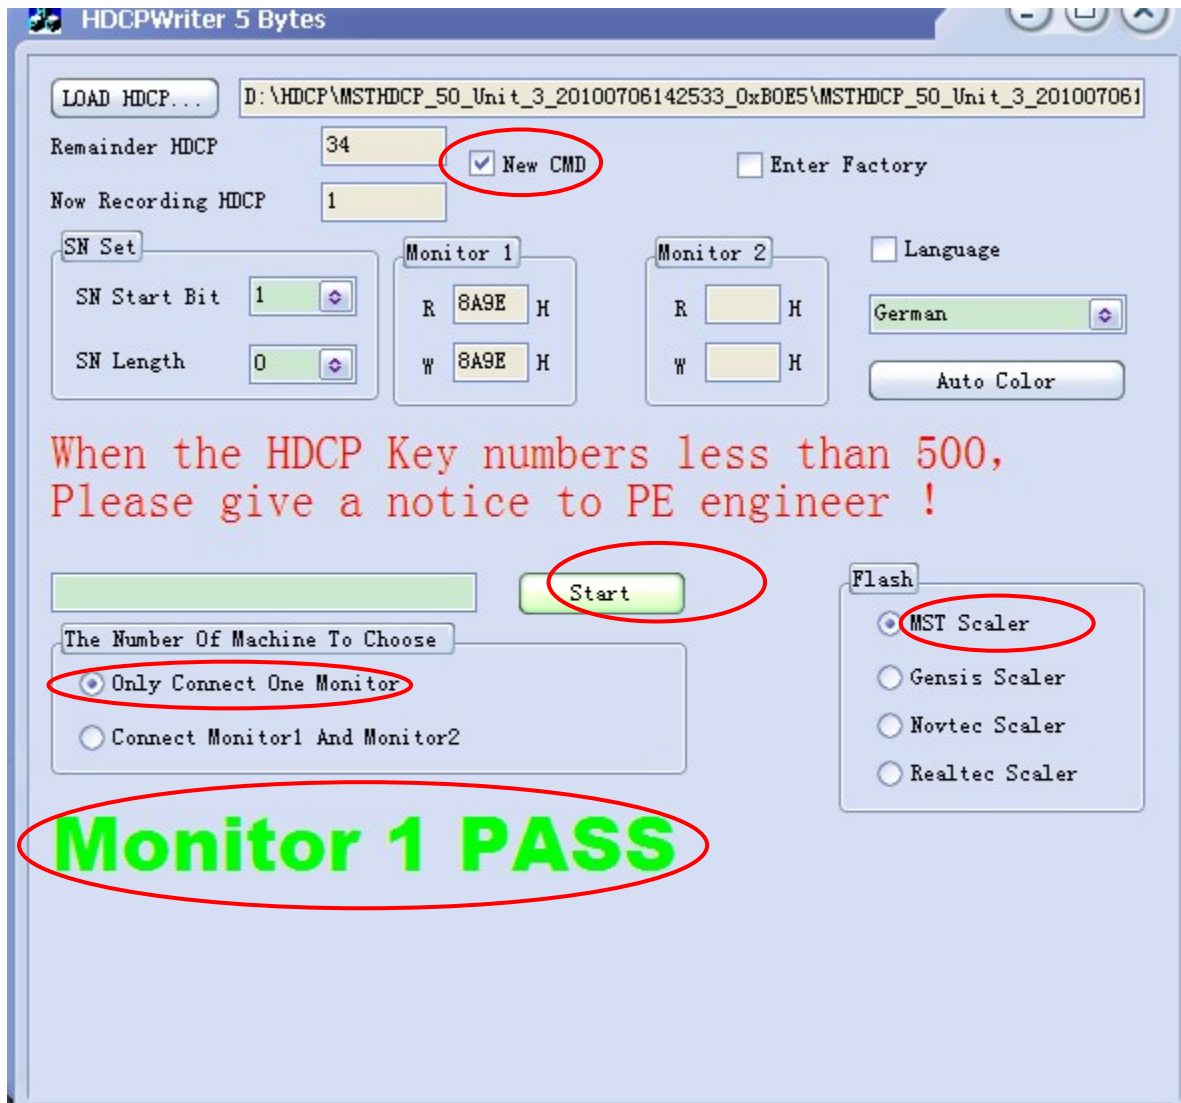 HDCPWriter 5 Bytes
LOAD HDCP...
D:\HDCP\MSTHDCP_50_Unit_3_20100706142533_0xB0E5\MSTHDCP_50_Unit_3_201007061
Remainder HDCP
34
New CMD
Enter Factory
Now Recording HDCP
1
SN Set
Monitor 1
Monitor 2
Language
SN Start Bit
1
R 8A9E H
R H
German
SN Length
0
W 8A9E H
W H
Auto Color
When the HDCP Key numbers less than 500,
Please give a notice to PE engineer !
Start
Flash
MST Scaler
The Number Of Machine To Choose
Only Connect One Monitor
Gensis Scaler
Connect Monitor1 And Monitor2
Novtec Scaler
Realtec Scaler
Monitor 1 PASS